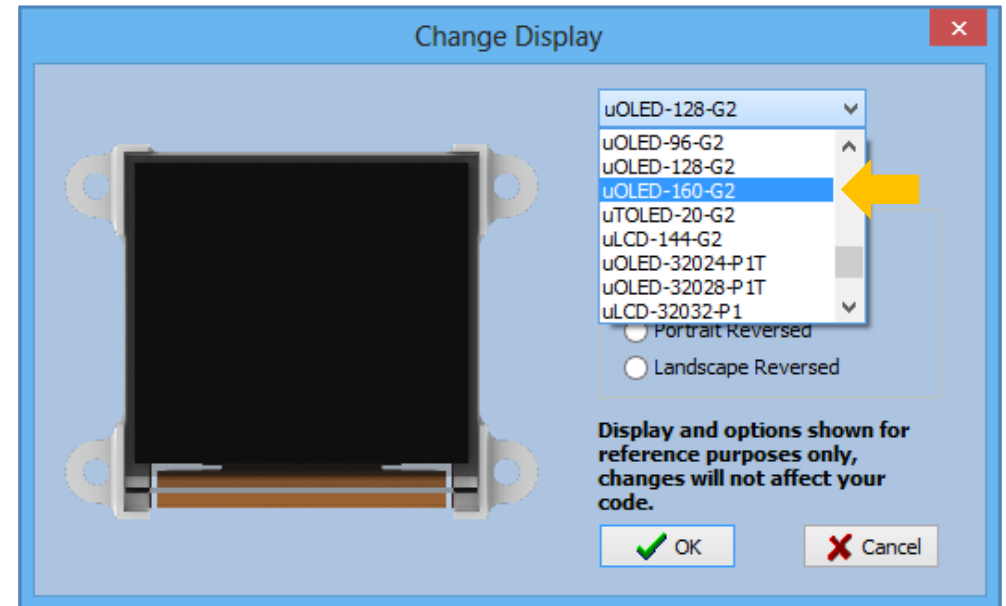 Change Display
uOLED-128-G2
uOLED-96-G2
uOLED-128-G2
uOLED-160-G2
uTOLED-20-G2
uLCD-144-G2
uOLED-32024-P1T
uOLED-32028-P1T
uLCD-32032-P1
Portrait Reversed
Landscape Reversed
Display and options shown for
reference purposes only,
changes will not affect your
code.
OK
Cancel